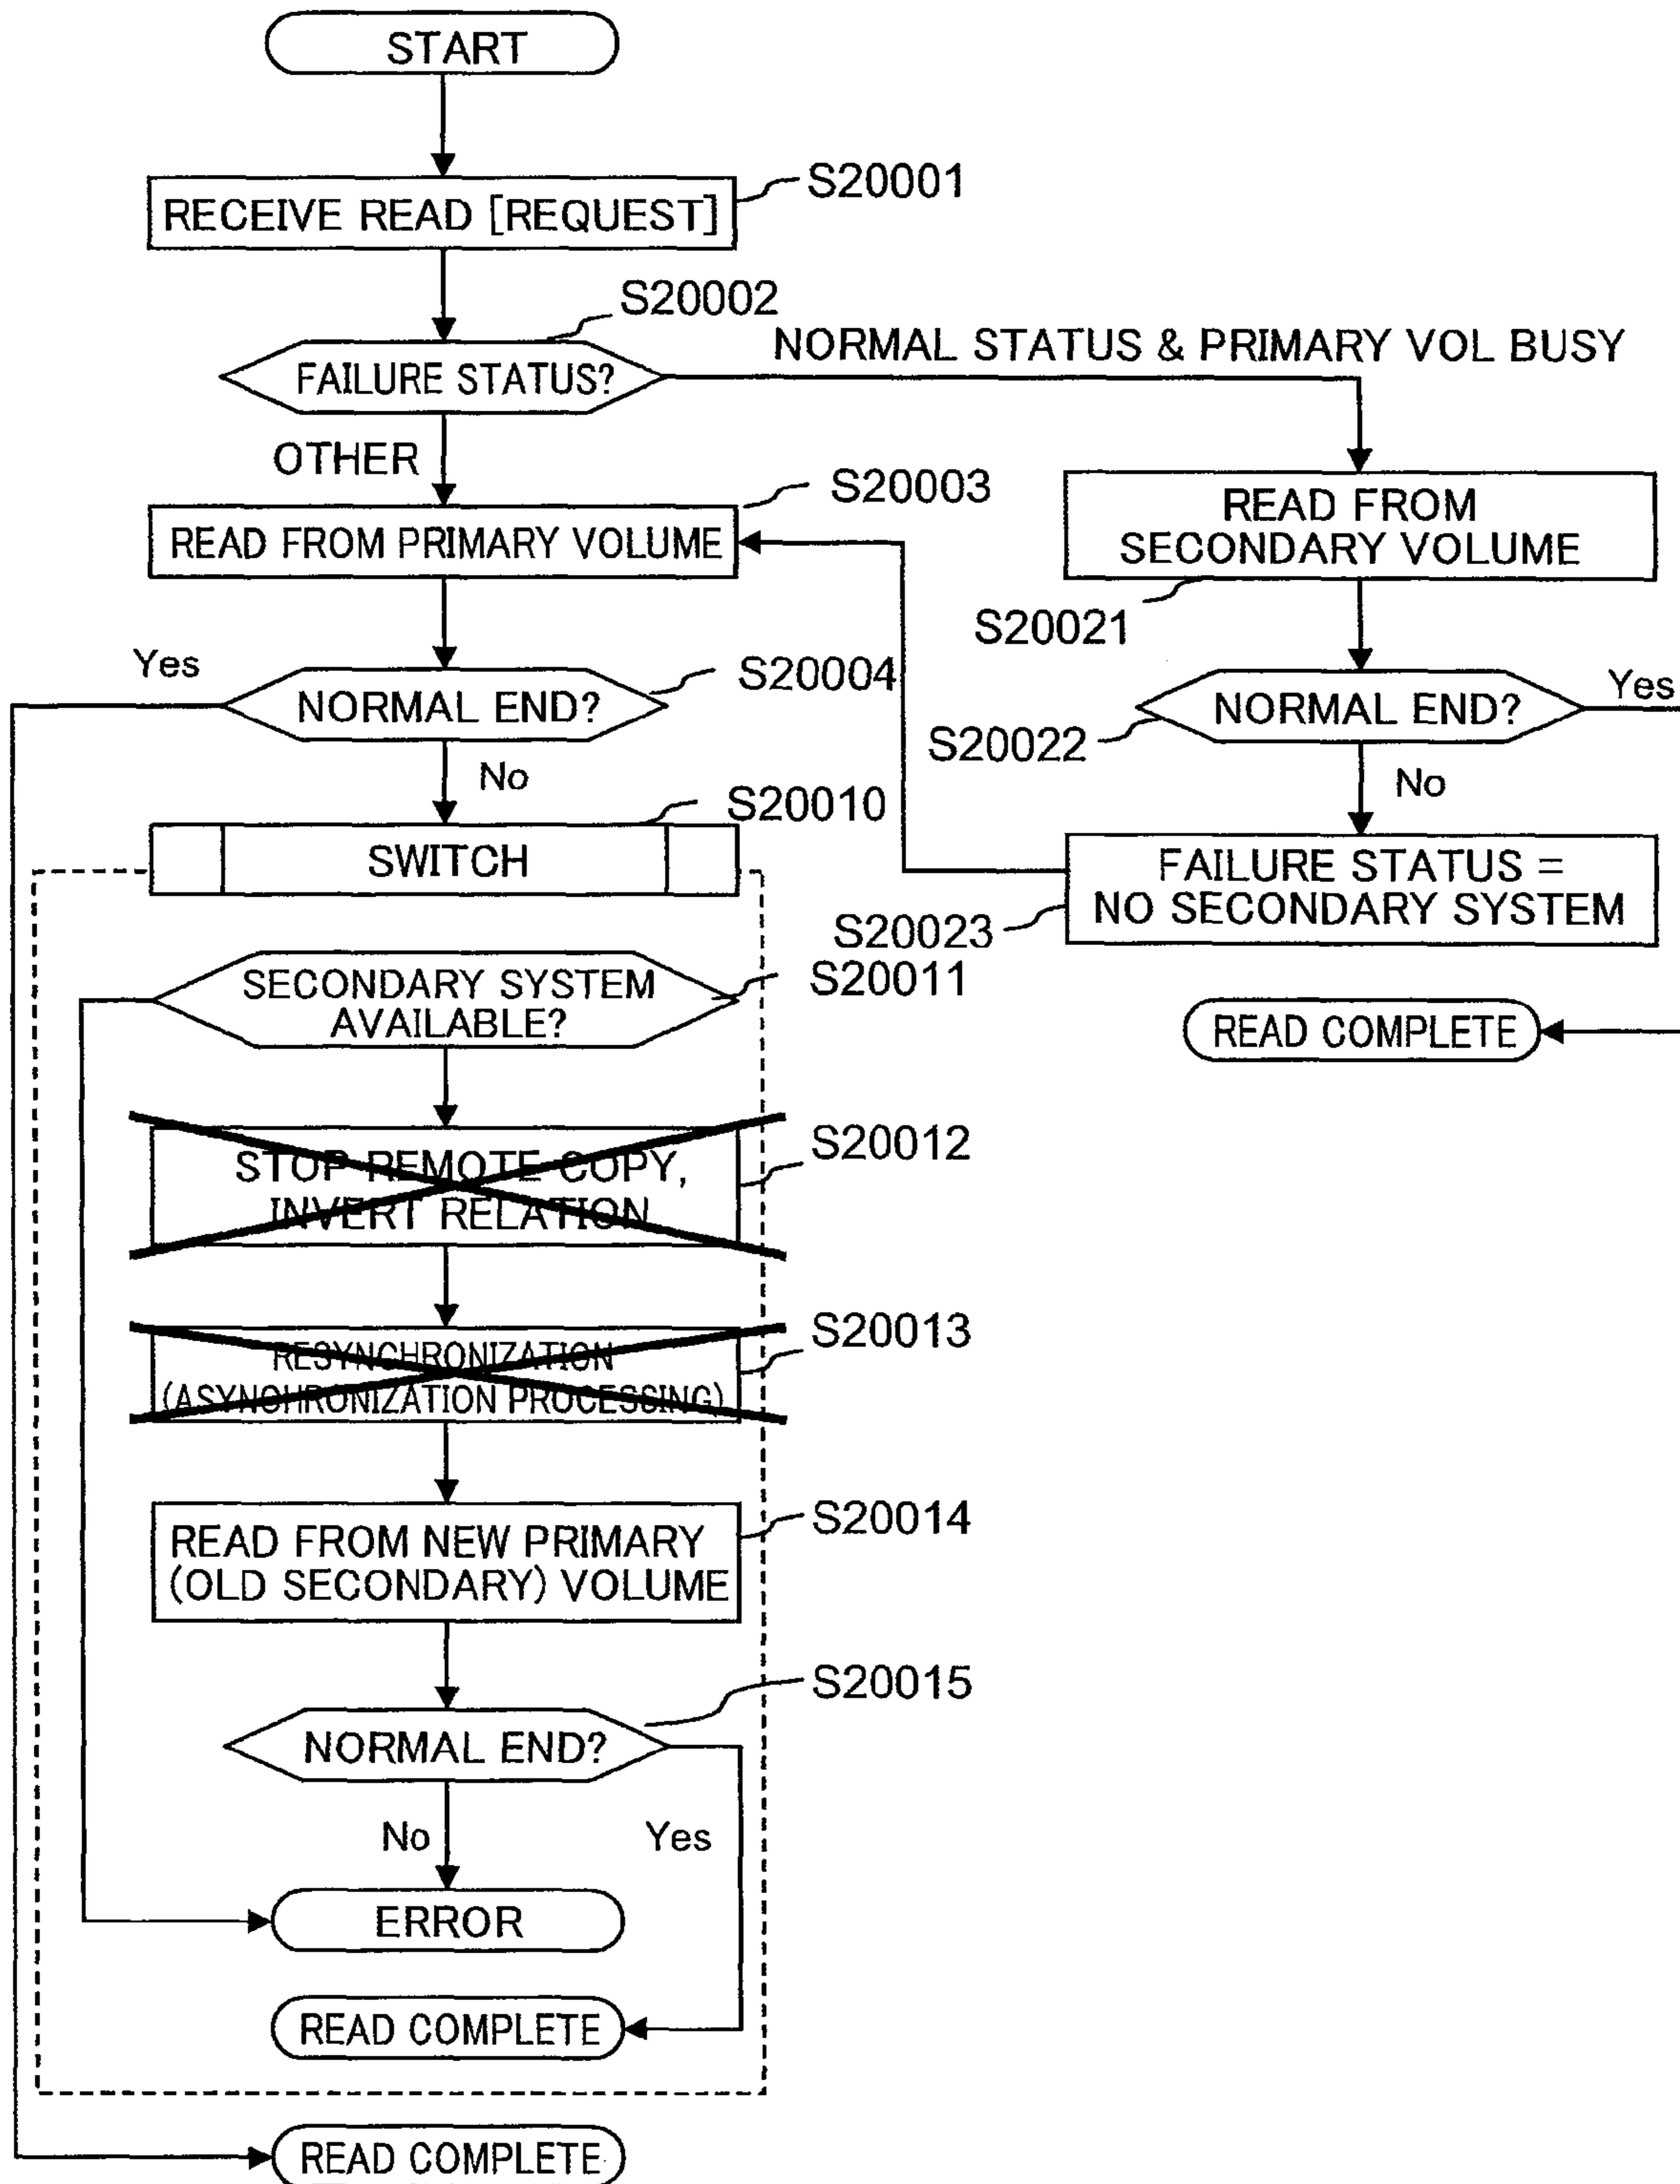 START
RECEIVE READ [REQUEST]
S20001
S20002
FAILURE STATUS?
NORMAL STATUS & PRIMARY VOL BUSY
OTHER
S20003
READ FROM PRIMARY VOLUME
READ FROM
SECONDARY VOLUME
S20021
Yes
S20004
NORMAL END?
No
NORMAL END?
Yes
S20022
No
S20010
SWITCH
FAILURE STATUS =
NO SECONDARY SYSTEM
S20023
SECONDARY SYSTEM
AVAILABLE?
S20011
READ COMPLETE
STOP REMOTE COPY,
INVERT RELATION
S20012
RESYNCHRONIZATION
(ASYNCHRONIZATION PROCESSING)
S20013
READ FROM NEW PRIMARY
(OLD SECONDARY) VOLUME
S20014
S20015
NORMAL END?
No
Yes
ERROR
READ COMPLETE
READ COMPLETE